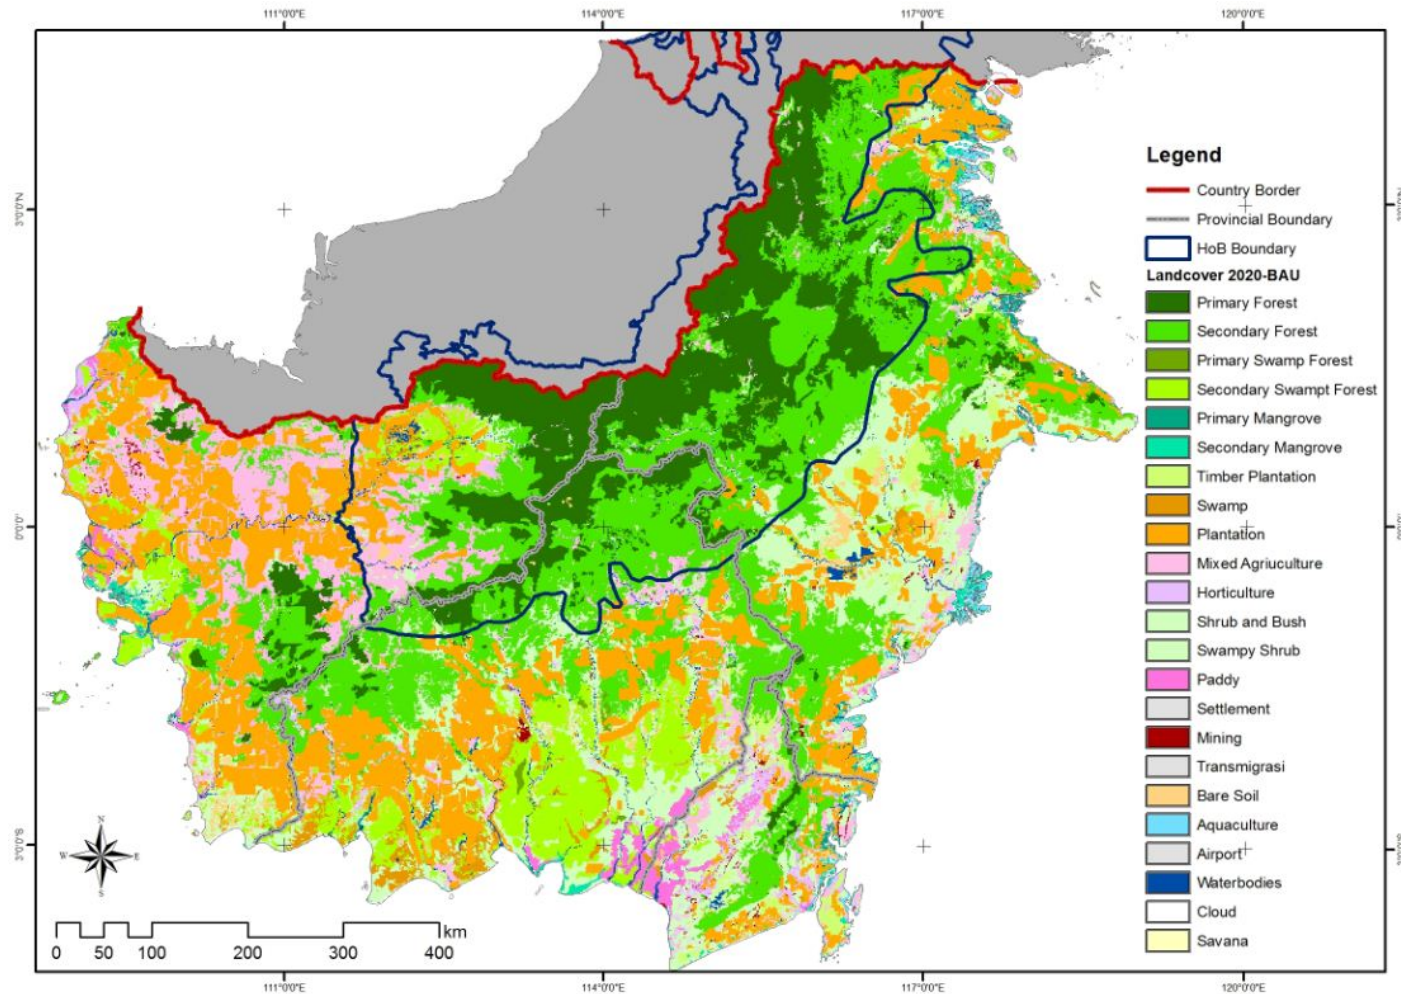 111°0'0"E 114°0'0"E 117°0'0"E 120°0'0"E
3°0'0"N
0°0'0"
3°0'0"S
Legend
Country Border
Provincial Boundary
HoB Boundary
Landcover 2020-BAU
Primary Forest
Secondary Forest
Primary Swamp Forest
Secondary Swampt Forest
Primary Mangrove
Secondary Mangrove
Timber Plantation
Swamp
Plantation
Mixed Agriuculture
Horticulture
Shrub and Bush
Swampy Shrub
Paddy
Settlement
Mining
Transmigrasi
Bare Soil
Aquaculture
Airport
Waterbodies
Cloud
Savana
N
W E
S
km
0 50 100 200 300 400
111°0'0"E 114°0'0"E 117°0'0"E 120°0'0"E